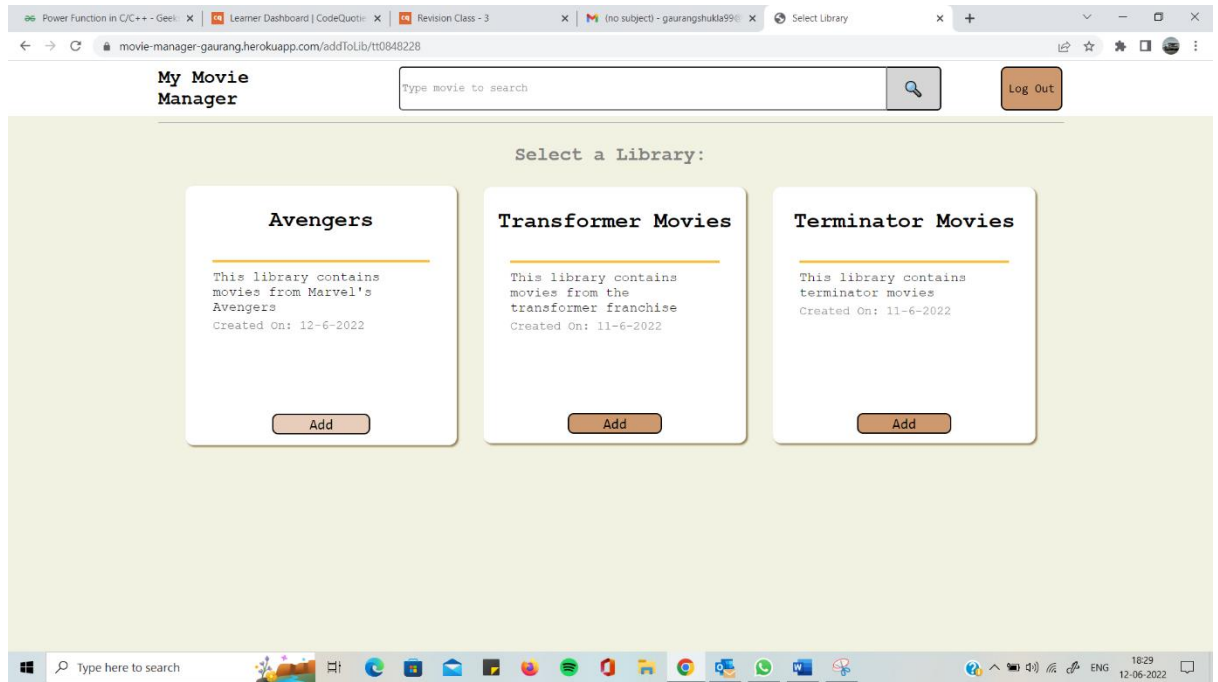 Power Function in C/C++ - Geek
Learner Dashboard | CodeQuotie
Revision Class - 3
(no subject) - gaurangshukla99@
Select Library
movie-manager-gaurang.herokuapp.com/addToLib/tt0848228
My Movie
Manager
Type movie to search
Log Out
Select a Library:
Avengers
This library contains
movies from Marvel's
Avengers
Created On: 12-6-2022
Add
Transformer Movies
This library contains
movies from the
transformer franchise
Created On: 11-6-2022
Add
Terminator Movies
This library contains
terminator movies
Created On: 11-6-2022
Add
Type here to search
ENG
18:29
12-06-2022